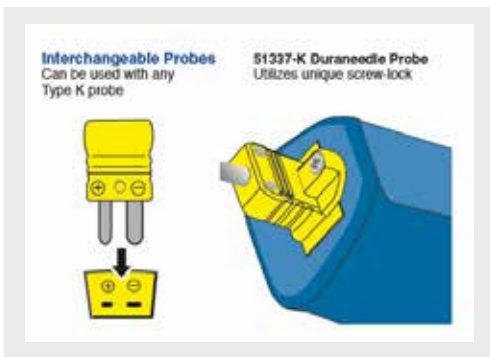 Interchangeable Probes
Can be used with any
Type K probe
51337-K Duraneedle Probe
Utilizes unique screw-lock
+ −
+ −